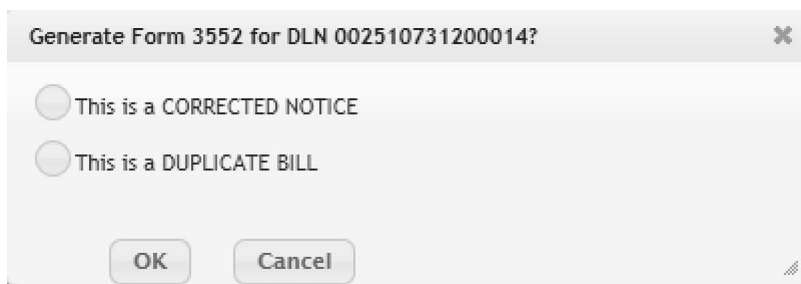 Generate Form 3552 for DLN 002510731200014?
This is a CORRECTED NOTICE
This is a DUPLICATE BILL
OK Cancel